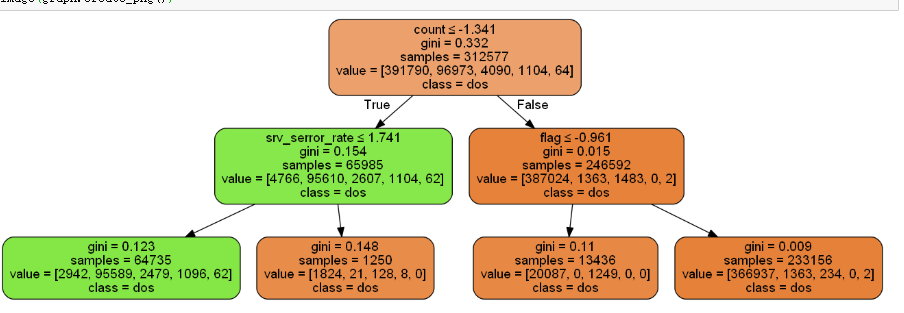 Image(graph.create_png())
count ≤ -1.341
gini = 0.332
samples = 312577
value = [391790, 96973, 4090, 1104, 64]
class = dos
True
False
srv_serror_rate ≤ 1.741
gini = 0.154
samples = 65985
value = [4766, 95610, 2607, 1104, 62]
class = dos
flag ≤ -0.961
gini = 0.015
samples = 246592
value = [387024, 1363, 1483, 0, 2]
class = dos
gini = 0.123
samples = 64735
value = [2942, 95589, 2479, 1096, 62]
class = dos
gini = 0.148
samples = 1250
value = [1824, 21, 128, 8, 0]
class = dos
gini = 0.11
samples = 13436
value = [20087, 0, 1249, 0, 0]
class = dos
gini = 0.009
samples = 233156
value = [366937, 1363, 234, 0, 2]
class = dos